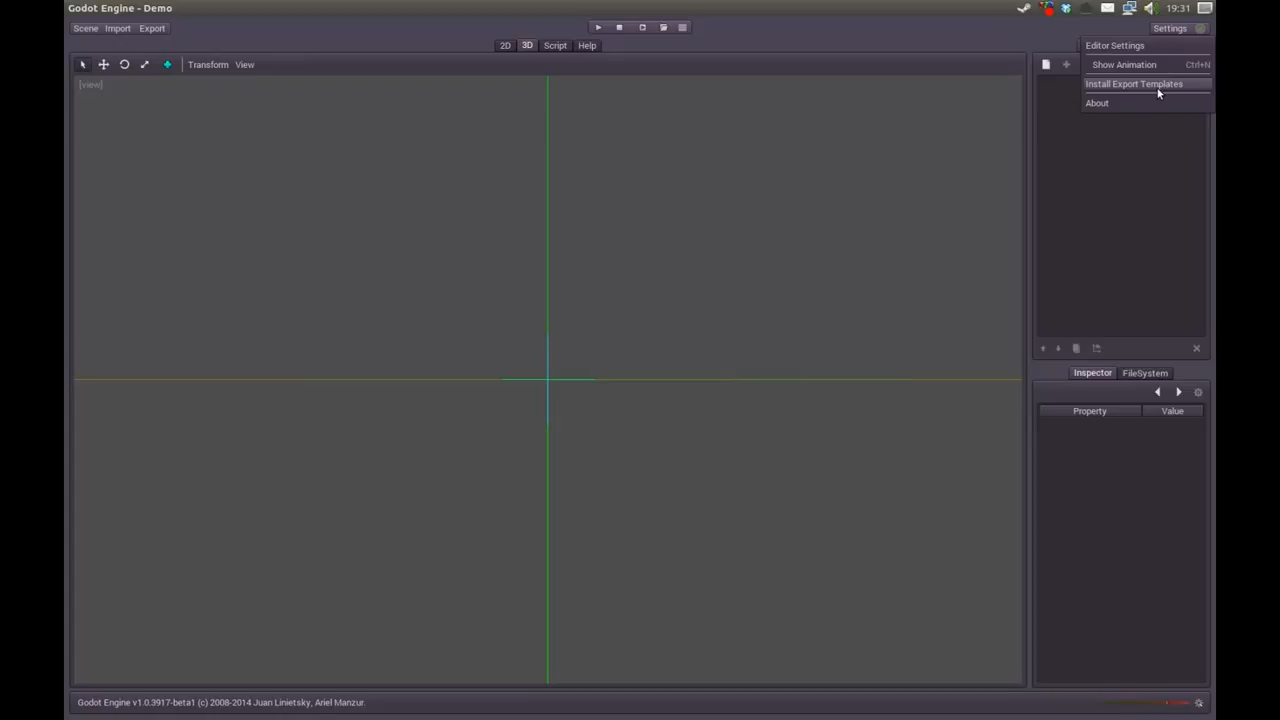 Godot Engine - Demo
19:31
Scene Import Export
Settings
2D 3D Script Help
Editor Settings
Transform View
Show Animation Ctrl+N
[view]
Install Export Templates
About
Inspector FileSystem
Property Value
Godot Engine v1.0.3917-beta1 (c) 2008-2014 Juan Linietsky, Ariel Manzur.